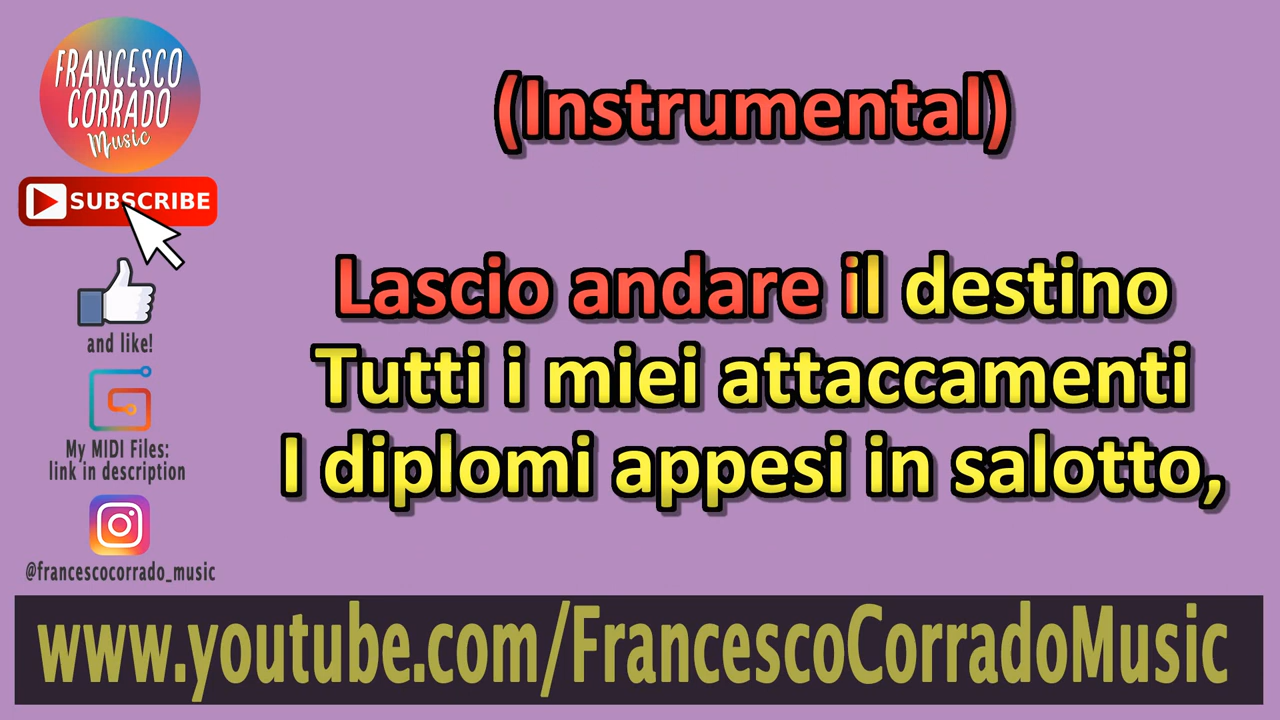 FRANCESCO
CORRADO
Music
SUBSCRIBE
and like!
My MIDI Files:
link in description
@francescocorrado_music
(Instrumental)
Lascio andare il destino
Tutti i miei attaccamenti
I diplomi appesi in salotto,
www.youtube.com/FrancescoCorradoMusic